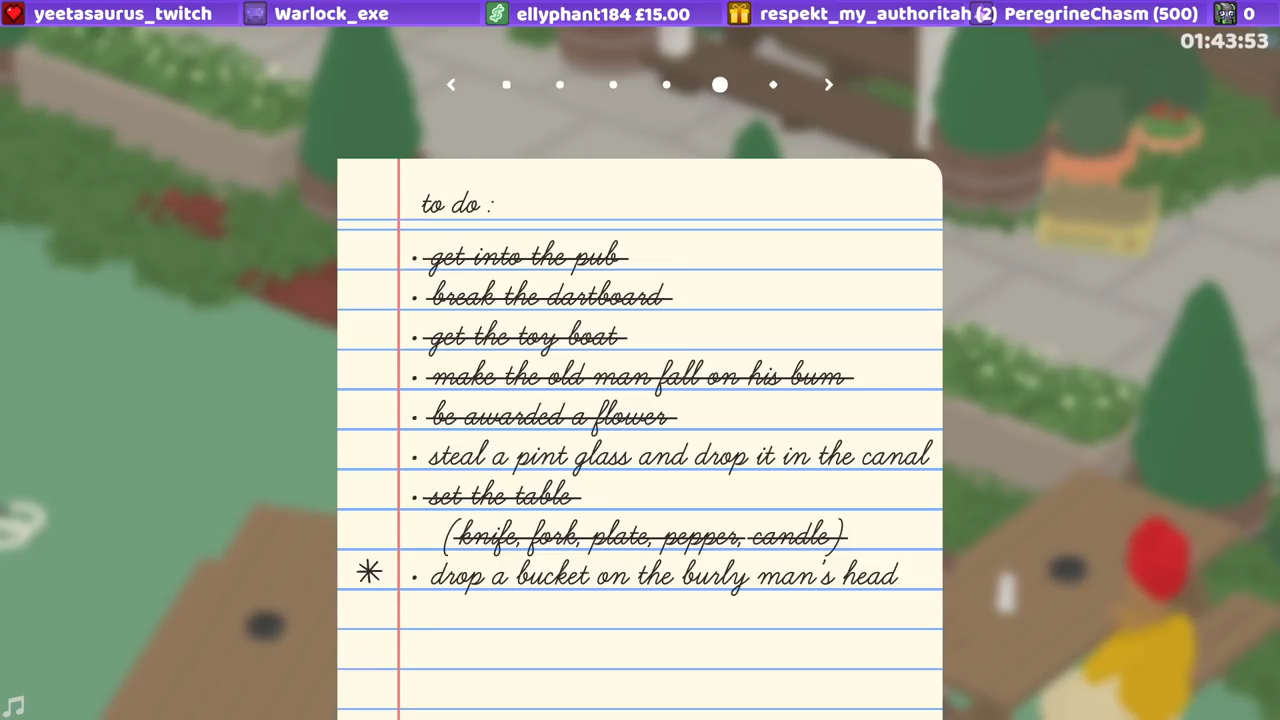 yeetasaurus_twitch Warlock_exe ellyphant184 £15.00 respekt_my_authoritah (2) PeregrineChasm (500) 0
01:43:53
to do :
• get into the pub
• break the dartboard
• get the toy boat
• make the old man fall on his bum
• be awarded a flower
• steal a pint glass and drop it in the canal
• set the table
(knife, fork, plate, pepper, candle)
• drop a bucket on the burly man's head